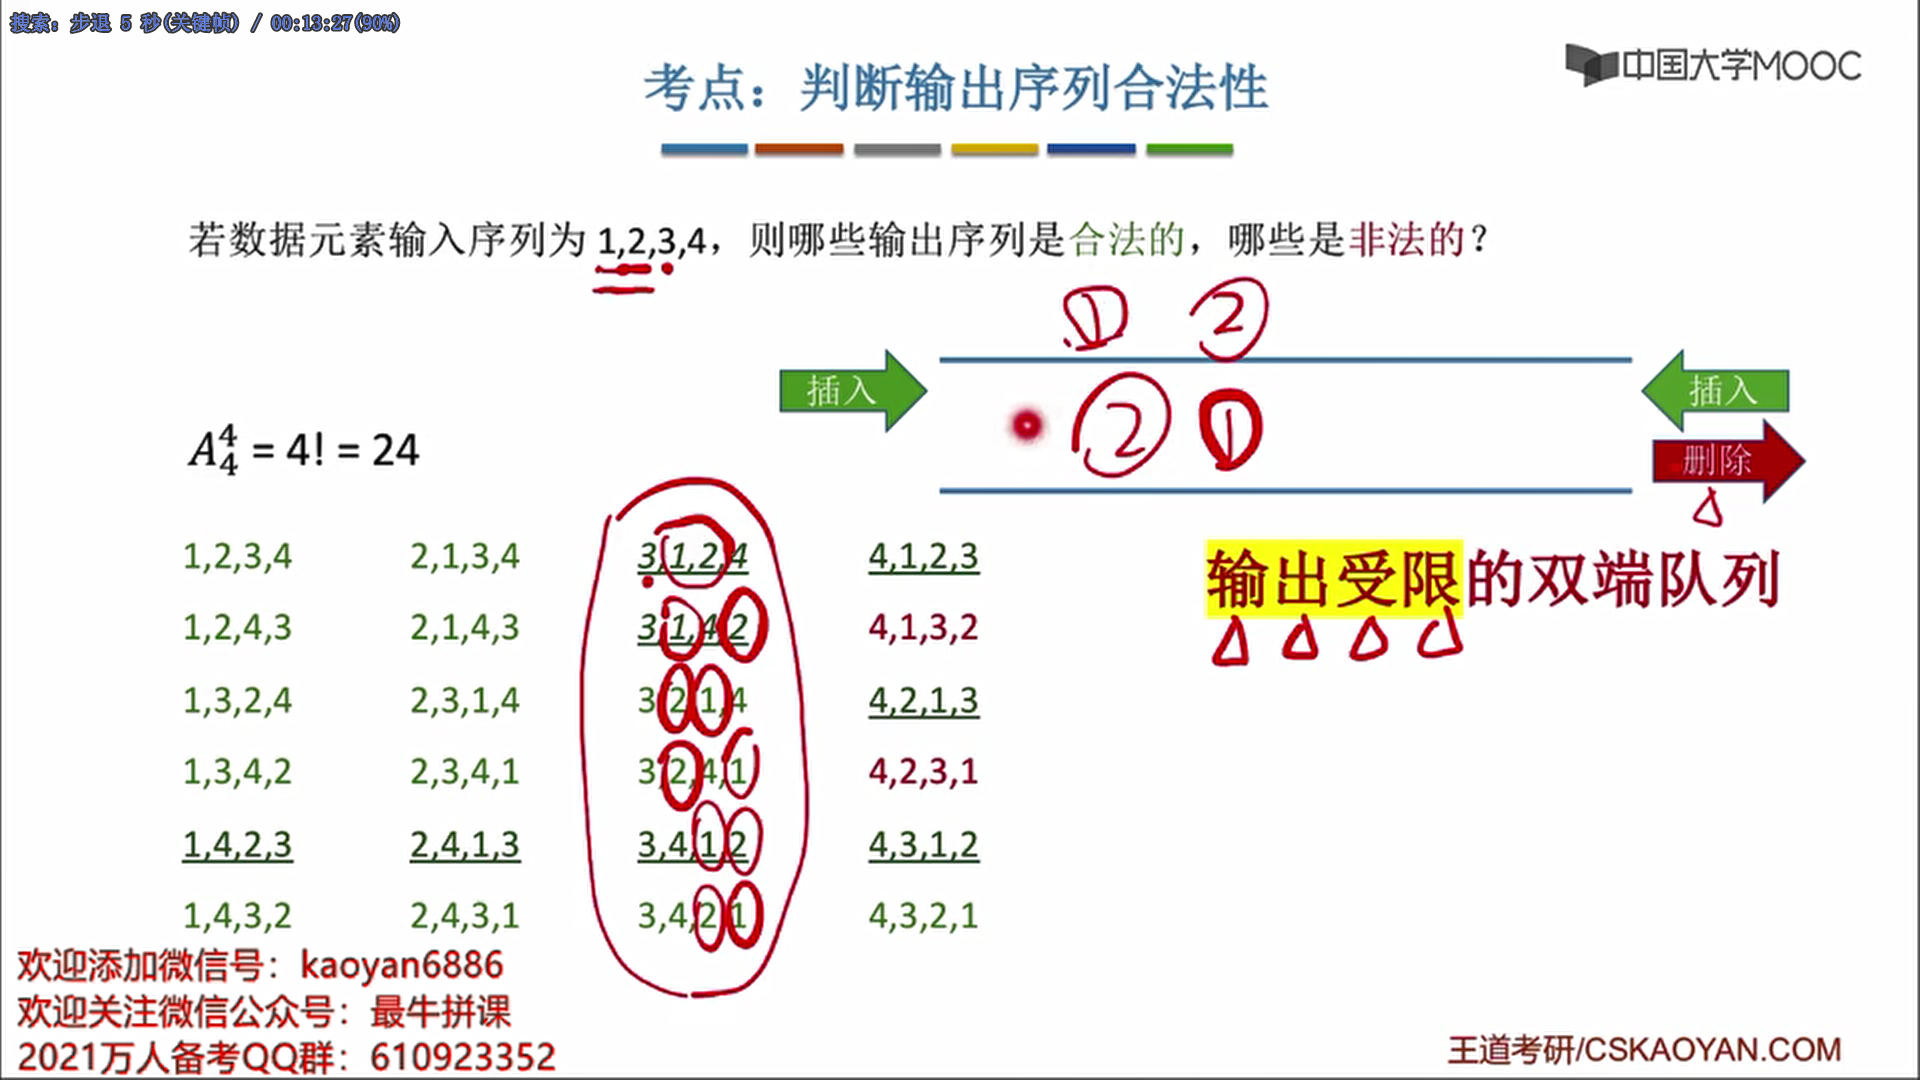 搜索: 步退 5 秒(关键帧) / 00:13:27(90%)
中国大学MOOC
考点：判断输出序列合法性
若数据元素输入序列为 1,2,3,4，则哪些输出序列是合法的，哪些是非法的？
1 2
插入 2 1 插入
删除
A₄⁴ = 4! = 24
1,2,3,4 2,1,3,4 3,1,2,4 4,1,2,3
输出受限的双端队列
1,2,4,3 2,1,4,3 3,1,4,2 4,1,3,2
1,3,2,4 2,3,1,4 3,2,1,4 4,2,1,3
1,3,4,2 2,3,4,1 3,2,4,1 4,2,3,1
1,4,2,3 2,4,1,3 3,4,1,2 4,3,1,2
1,4,3,2 2,4,3,1 3,4,2,1 4,3,2,1
欢迎添加微信号：kaoyan6886
欢迎关注微信公众号：最牛拼课
2021万人备考QQ群：610923352
王道考研/CSKAOYAN.COM